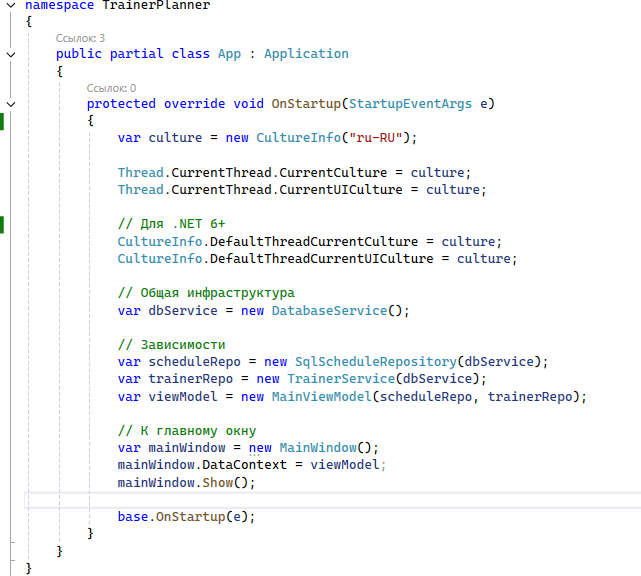 namespace TrainerPlanner
{
Ссылок: 3
public partial class App : Application
{
Ссылок: 0
protected override void OnStartup(StartupEventArgs e)
{
var culture = new CultureInfo("ru-RU");
Thread.CurrentThread.CurrentCulture = culture;
Thread.CurrentThread.CurrentUICulture = culture;
// Для .NET 6+
CultureInfo.DefaultThreadCurrentCulture = culture;
CultureInfo.DefaultThreadCurrentUICulture = culture;
// Общая инфраструктура
var dbService = new DatabaseService();
// Зависимости
var scheduleRepo = new SqlScheduleRepository(dbService);
var trainerRepo = new TrainerService(dbService);
var viewModel = new MainViewModel(scheduleRepo, trainerRepo);
// К главному окну
var mainWindow = new MainWindow();
mainWindow.DataContext = viewModel;
mainWindow.Show();
base.OnStartup(e);
}
}
}